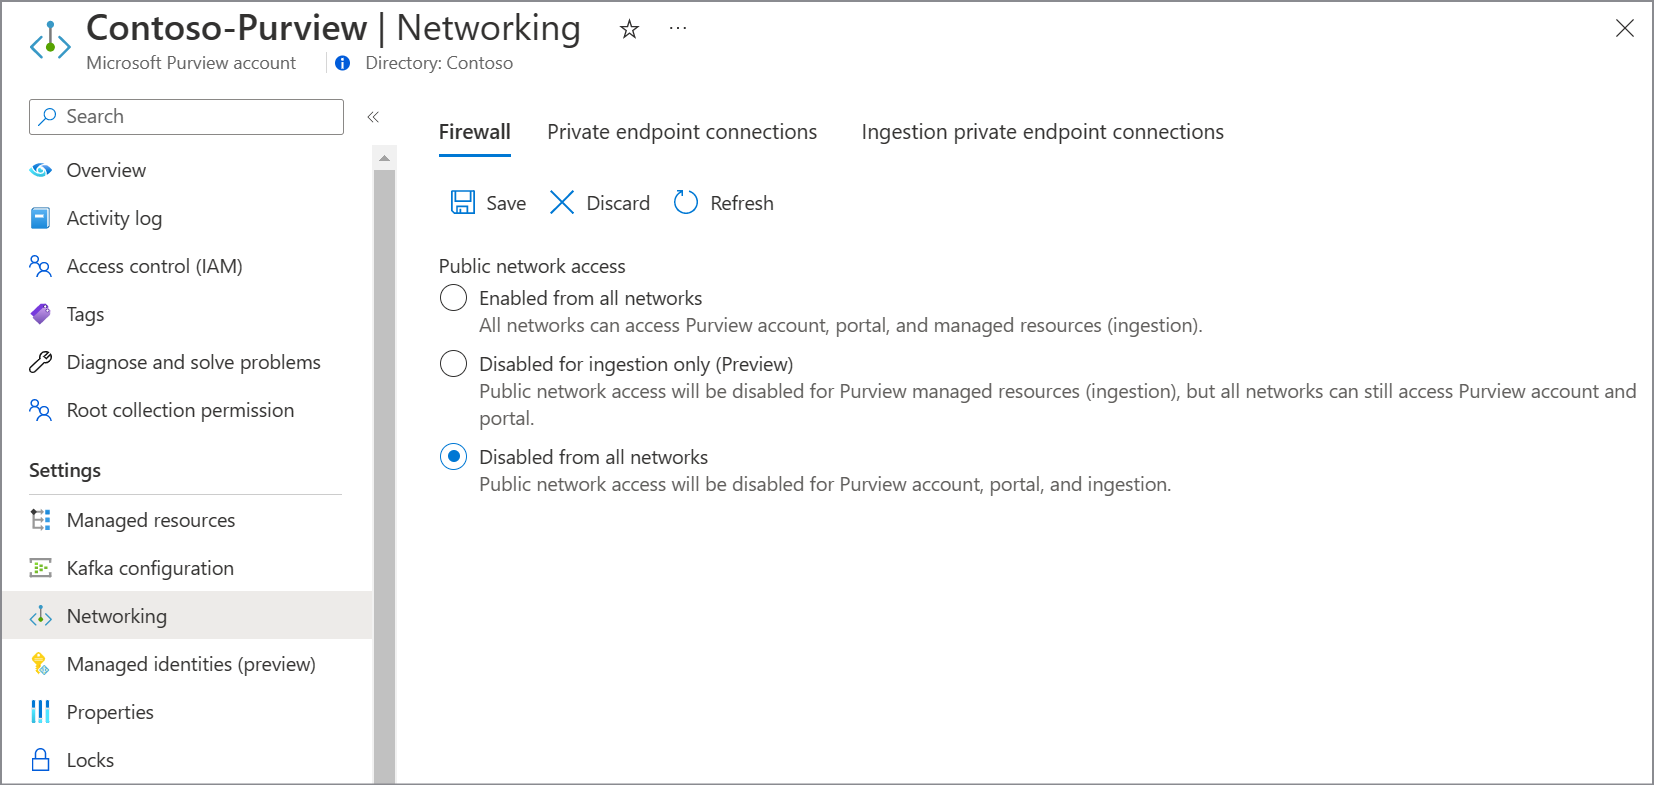 Contoso-Purview | Networking
Microsoft Purview account
Directory: Contoso
Search
Overview
Activity log
Access control (IAM)
Tags
Diagnose and solve problems
Root collection permission
Settings
Managed resources
Kafka configuration
Networking
Managed identities (preview)
Properties
Locks
Firewall
Private endpoint connections
Ingestion private endpoint connections
Save
Discard
Refresh
Public network access
Enabled from all networks
All networks can access Purview account, portal, and managed resources (ingestion).
Disabled for ingestion only (Preview)
Public network access will be disabled for Purview managed resources (ingestion), but all networks can still access Purview account and
portal.
Disabled from all networks
Public network access will be disabled for Purview account, portal, and ingestion.